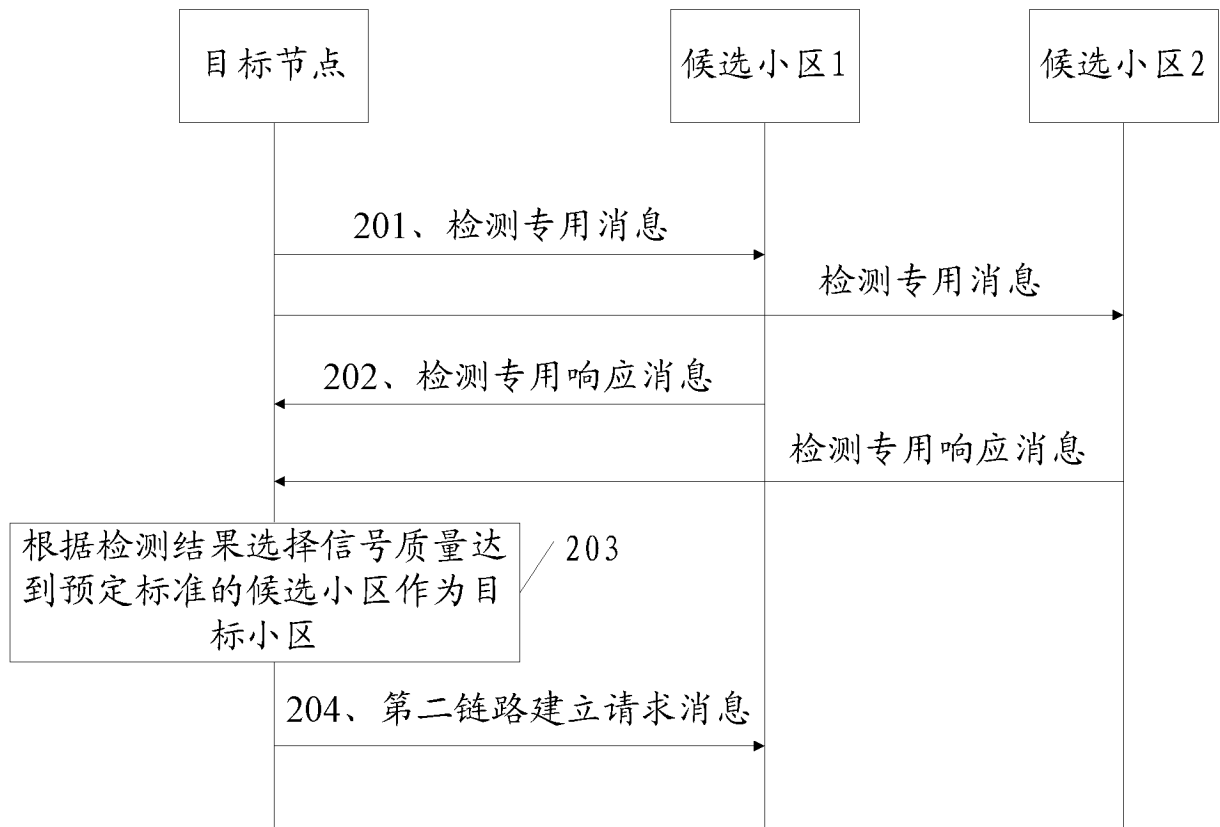 目标节点
候选小区1
候选小区2
201、检测专用消息
检测专用消息
202、检测专用响应消息
检测专用响应消息
根据检测结果选择信号质量达
到预定标准的候选小区作为目
标小区
203
204、第二链路建立请求消息